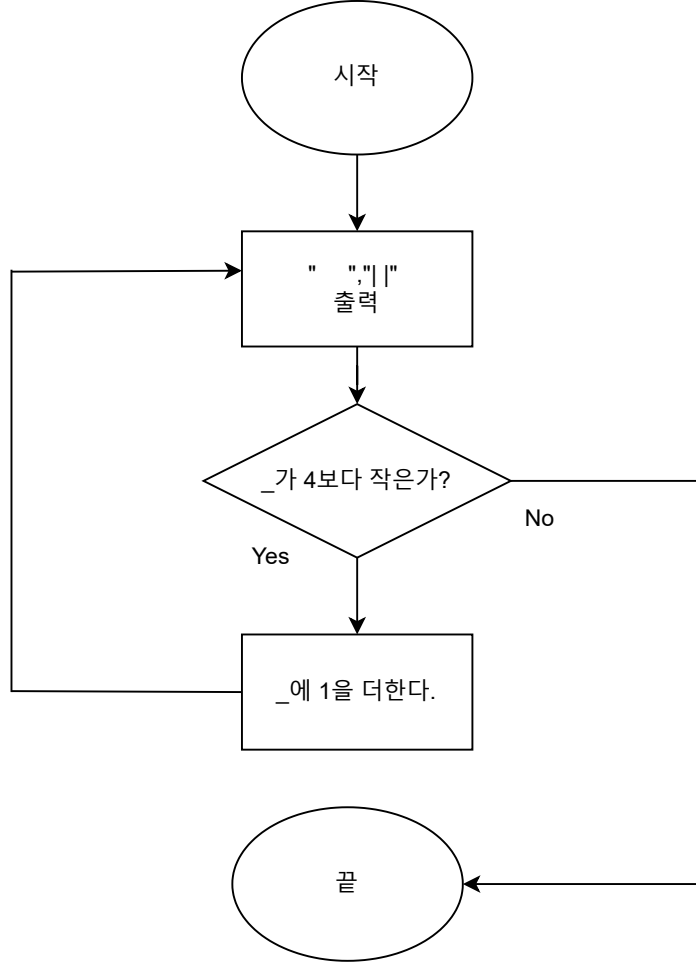 시작
"     ","| |"
출력
_가 4보다 작은가?
No
Yes
_에 1을 더한다.
끝